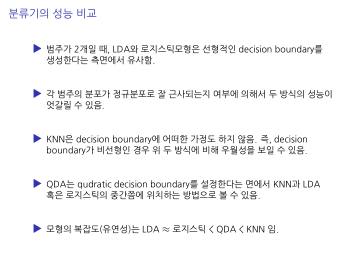 분류기의 성능 비교
범주가 2개일 때, LDA와 로지스틱모형은 선형적인 decision boundary를
생성한다는 측면에서 유사함.
각 범주의 분포가 정규분포로 잘 근사되는지 여부에 의해서 두 방식의 성능이
엇갈릴 수 있음.
KNN은 decision boundary에 어떠한 가정도 하지 않음. 즉, decision
boundary가 비선형인 경우 위 두 방식에 비해 우월성을 보일 수 있음.
QDA는 qudratic decision boundary를 설정한다는 면에서 KNN과 LDA
혹은 로지스틱의 중간쯤에 위치하는 방법으로 볼 수 있음.
모형의 복잡도(유연성)는 LDA ≈ 로지스틱 < QDA < KNN 임.